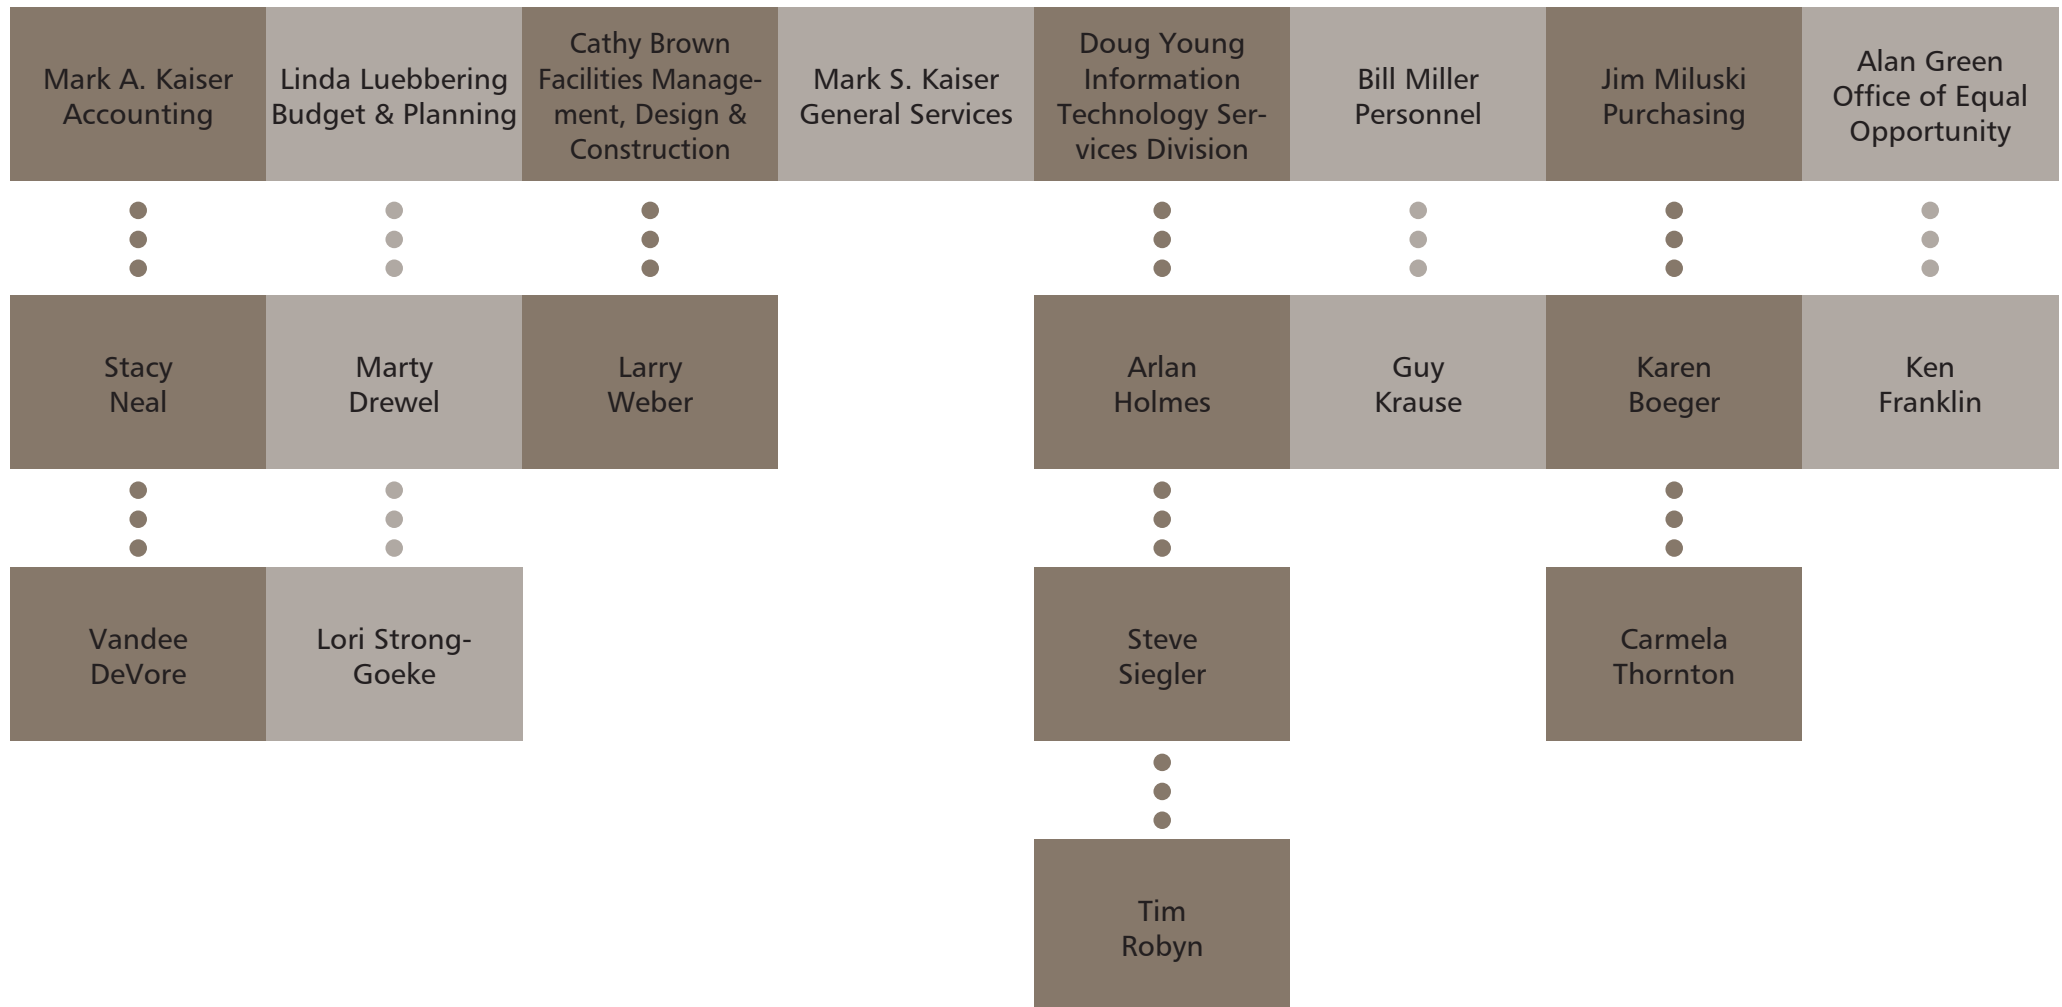 Mark A. Kaiser
Accounting
Linda Luebbering
Budget & Planning
Cathy Brown
Facilities Manage-
ment, Design &
Construction
Mark S. Kaiser
General Services
Doug Young
Information
Technology Ser-
vices Division
Bill Miller
Personnel
Jim Miluski
Purchasing
Alan Green
Office of Equal
Opportunity
Stacy
Neal
Marty
Drewel
Larry
Weber
Arlan
Holmes
Guy
Krause
Karen
Boeger
Ken
Franklin
Vandee
DeVore
Lori Strong-
Goeke
Steve
Siegler
Carmela
Thornton
Tim
Robyn